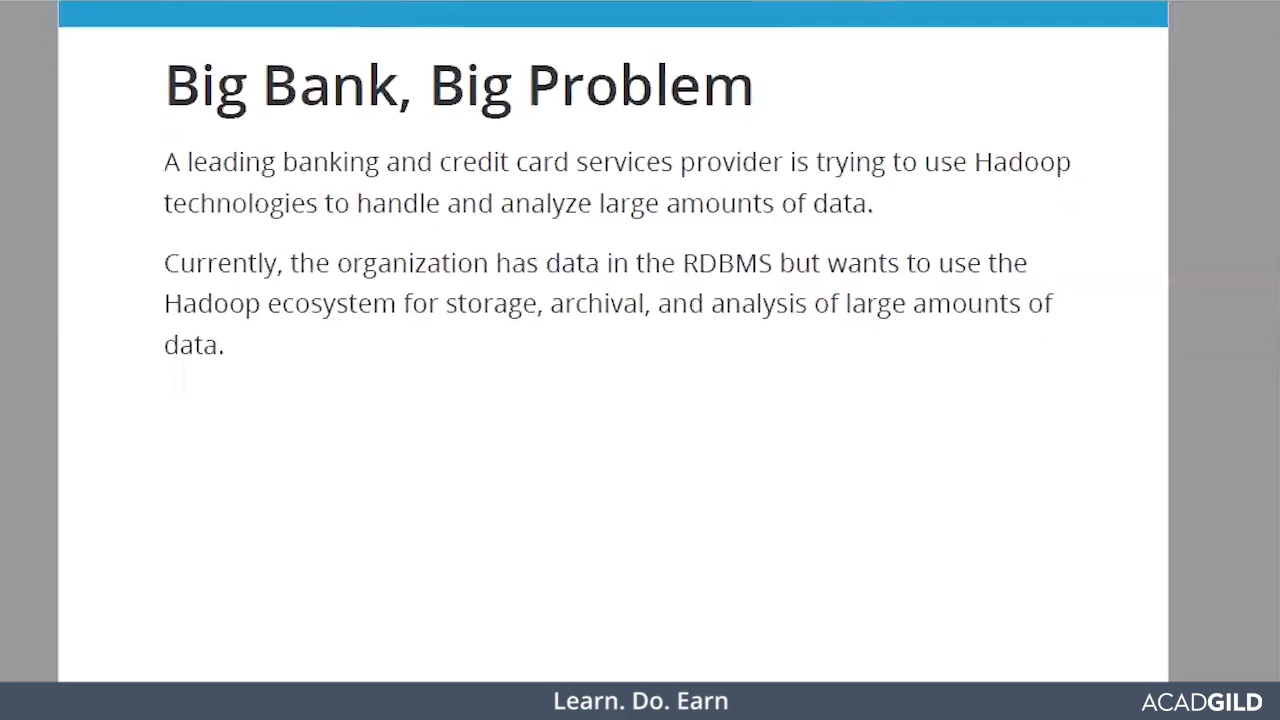 Big Bank, Big Problem
A leading banking and credit card services provider is trying to use Hadoop
technologies to handle and analyze large amounts of data.
Currently, the organization has data in the RDBMS but wants to use the
Hadoop ecosystem for storage, archival, and analysis of large amounts of
data.
Learn. Do. Earn
ACADGILD